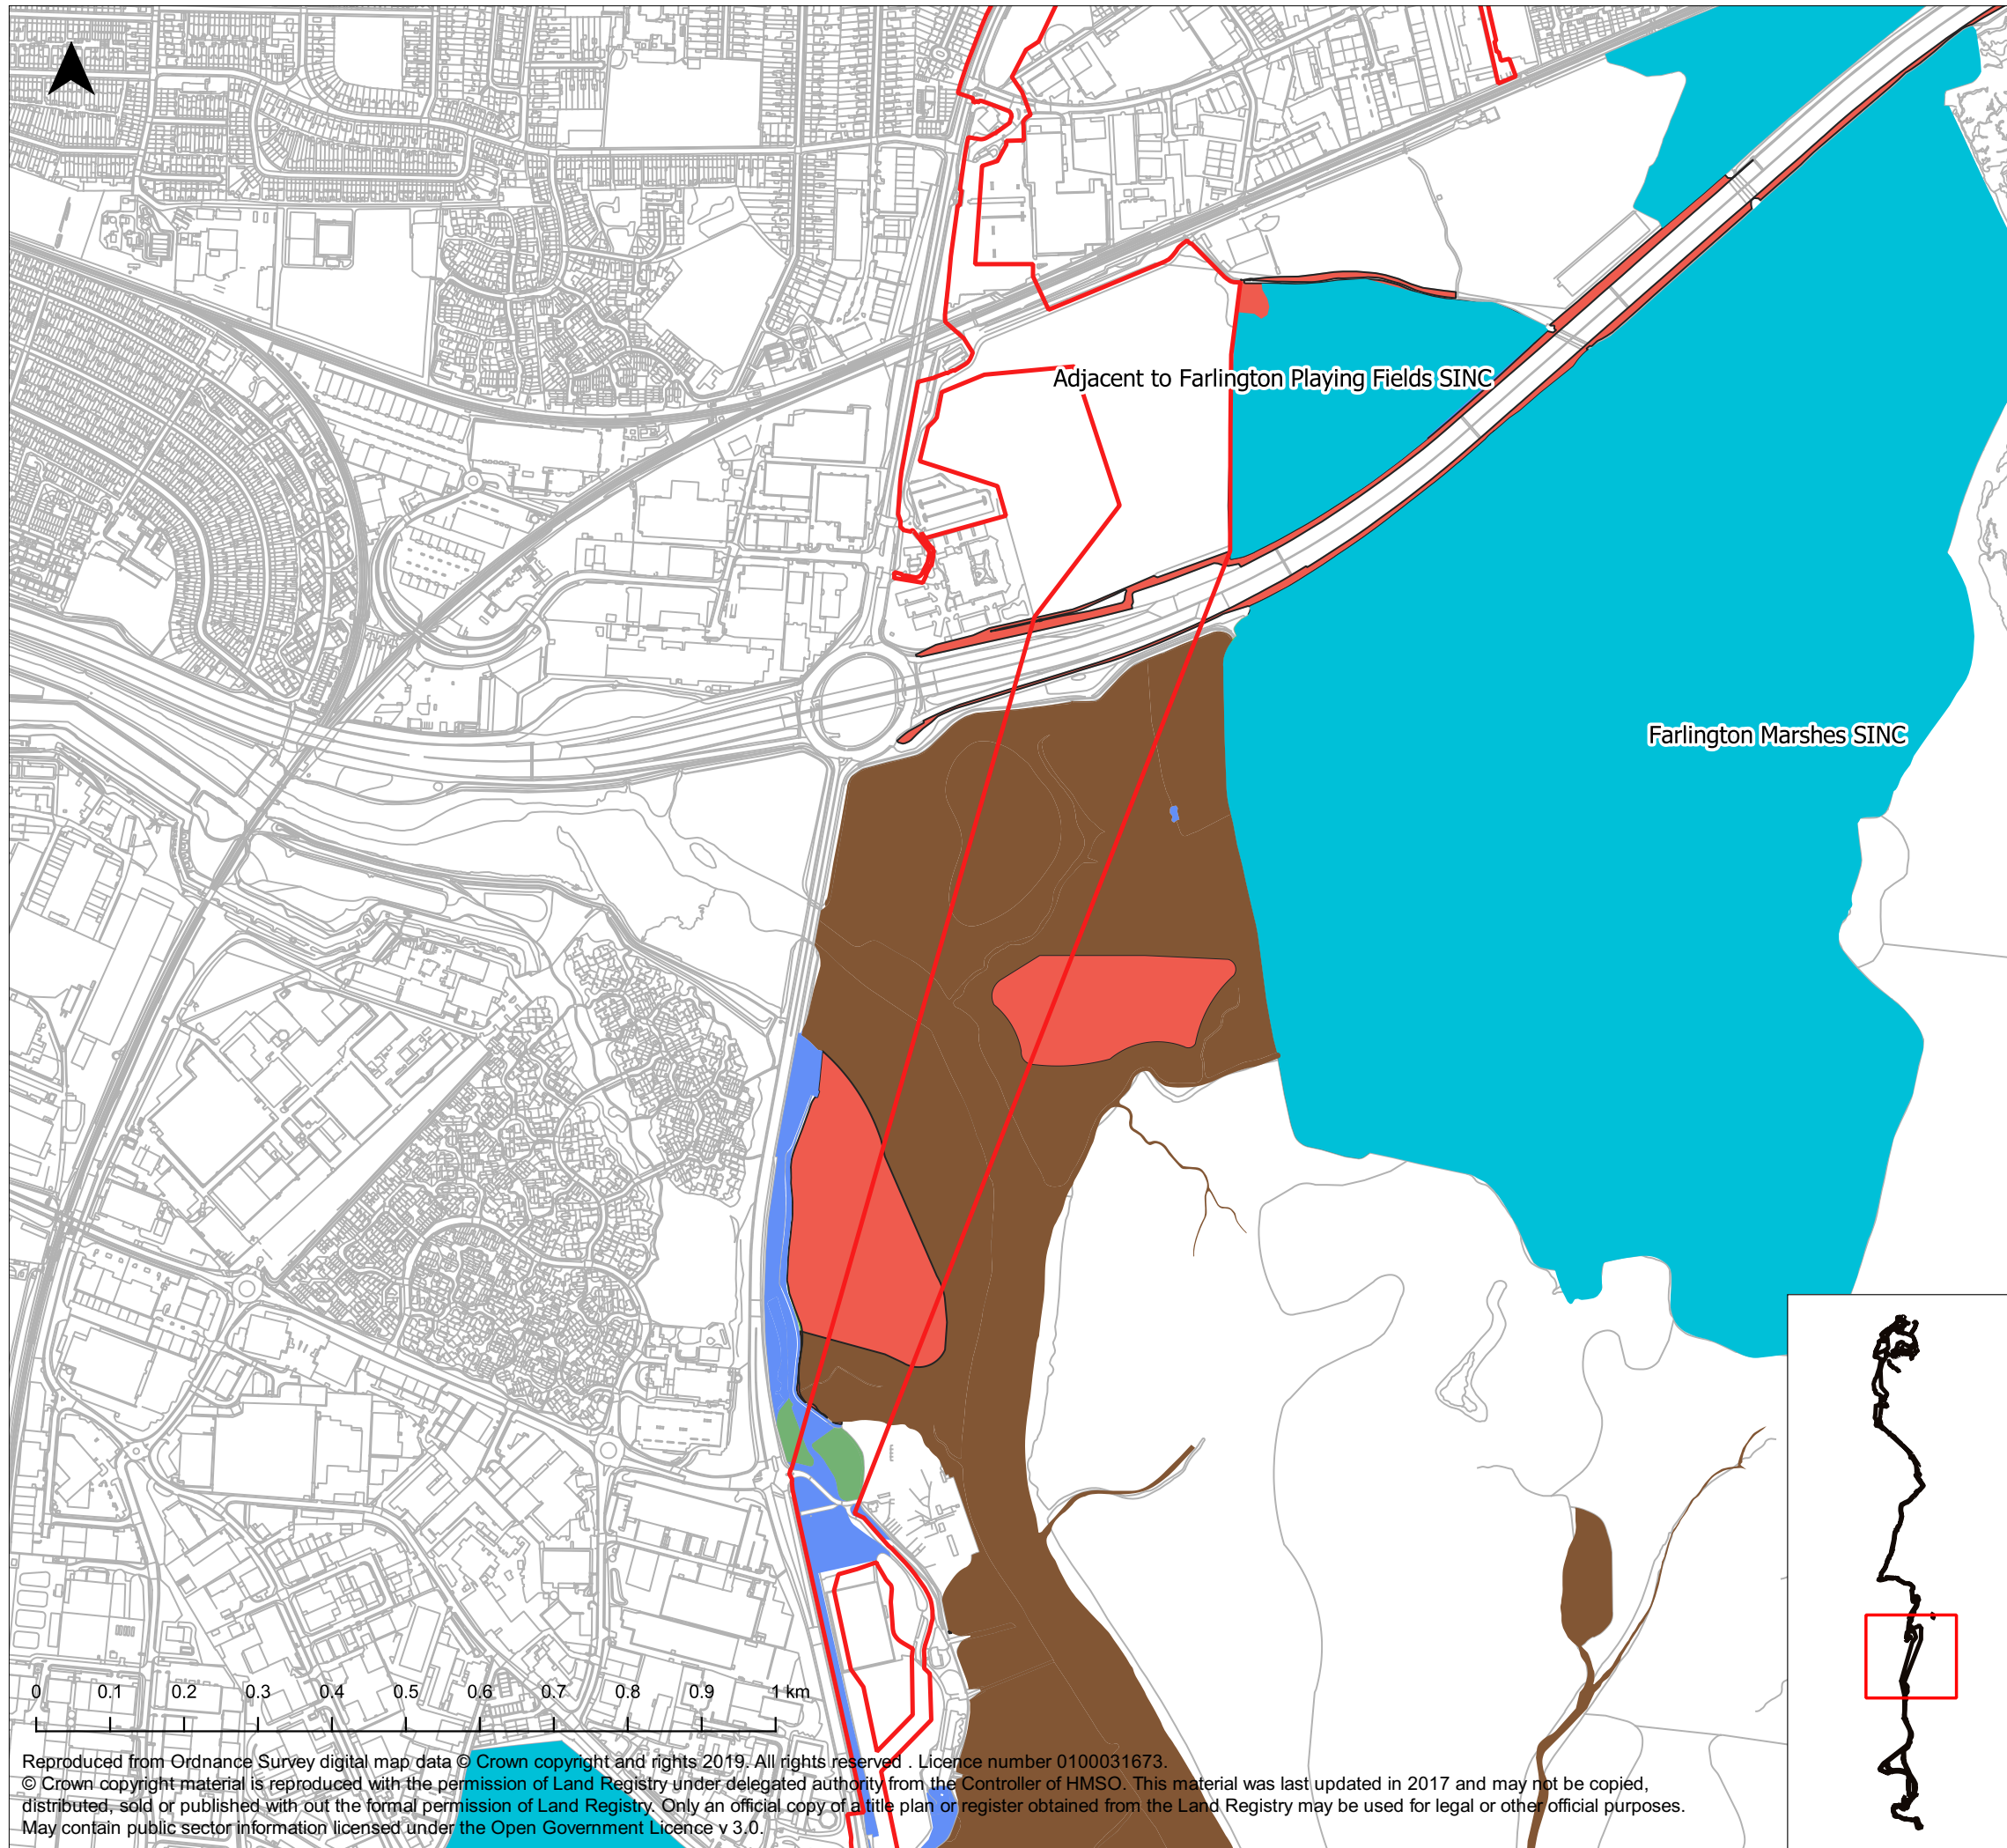 Adjacent to Farlington Playing Fields SINC
Farlington Marshes SINC
0 0.1 0.2 0.3 0.4 0.5 0.6 0.7 0.8 0.9 1 km
Reproduced from Ordnance Survey digital map data © Crown copyright and rights 2019. All rights reserved . Licence number 0100031673.
© Crown copyright material is reproduced with the permission of Land Registry under delegated authority from the Controller of HMSO. This material was last updated in 2017 and may not be copied,
distributed, sold or published with out the formal permission of Land Registry. Only an official copy of a title plan or register obtained from the Land Registry may be used for legal or other official purposes.
May contain public sector information licensed under the Open Government Licence v 3.0.